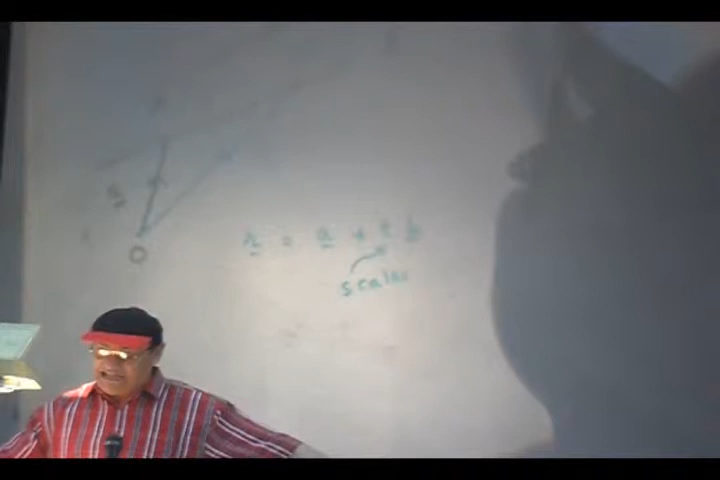 r = a + t b
scalar
a
O